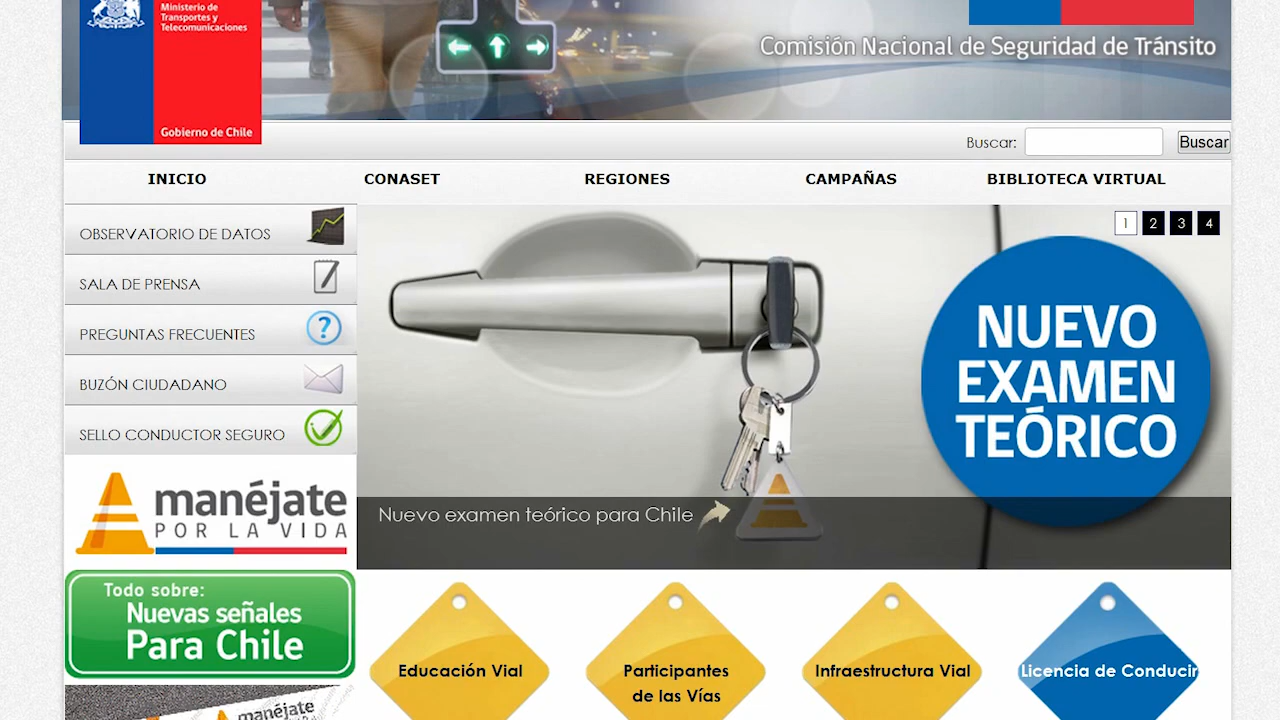 Ministerio de
Transportes y
Telecomunicaciones
Gobierno de Chile
Comisión Nacional de Seguridad de Tránsito
Buscar:
Buscar
INICIO
CONASET
REGIONES
CAMPAÑAS
BIBLIOTECA VIRTUAL
OBSERVATORIO DE DATOS
SALA DE PRENSA
PREGUNTAS FRECUENTES
BUZÓN CIUDADANO
SELLO CONDUCTOR SEGURO
1 2 3 4
NUEVO
EXAMEN
TEÓRICO
Nuevo examen teórico para Chile
manéjate
POR LA VIDA
Todo sobre:
Nuevas señales
Para Chile
manéjate
Educación Vial
Participantes
de las Vías
Infraestructura Vial
Licencia de Conducir